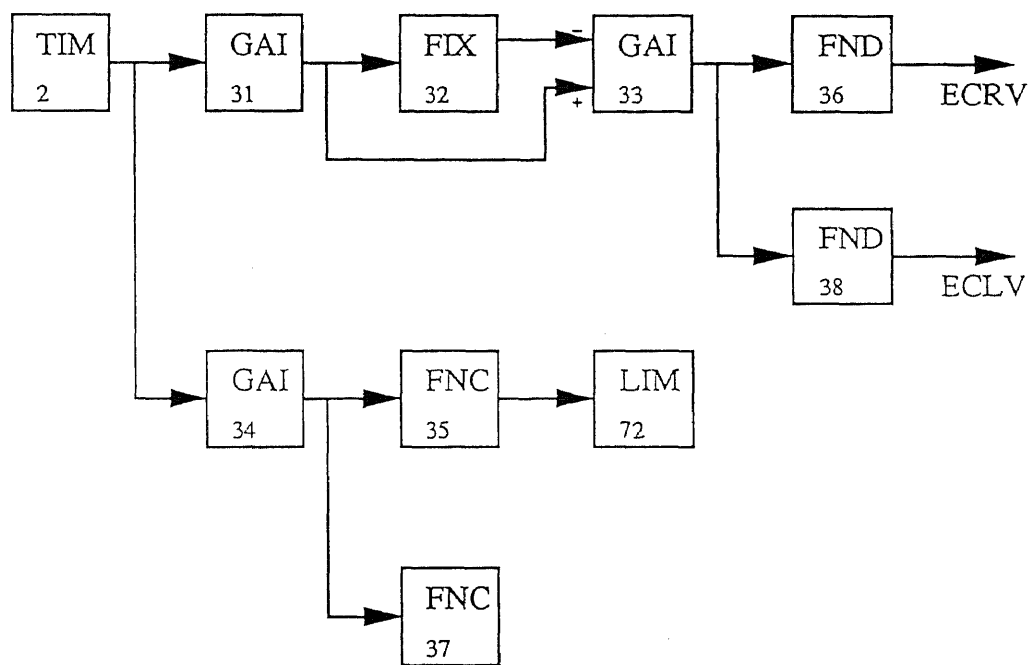 TIM
2
GAI
31
FIX
32
−
+
GAI
33
FND
36
ECRV
FND
38
ECLV
GAI
34
FNC
35
LIM
72
FNC
37